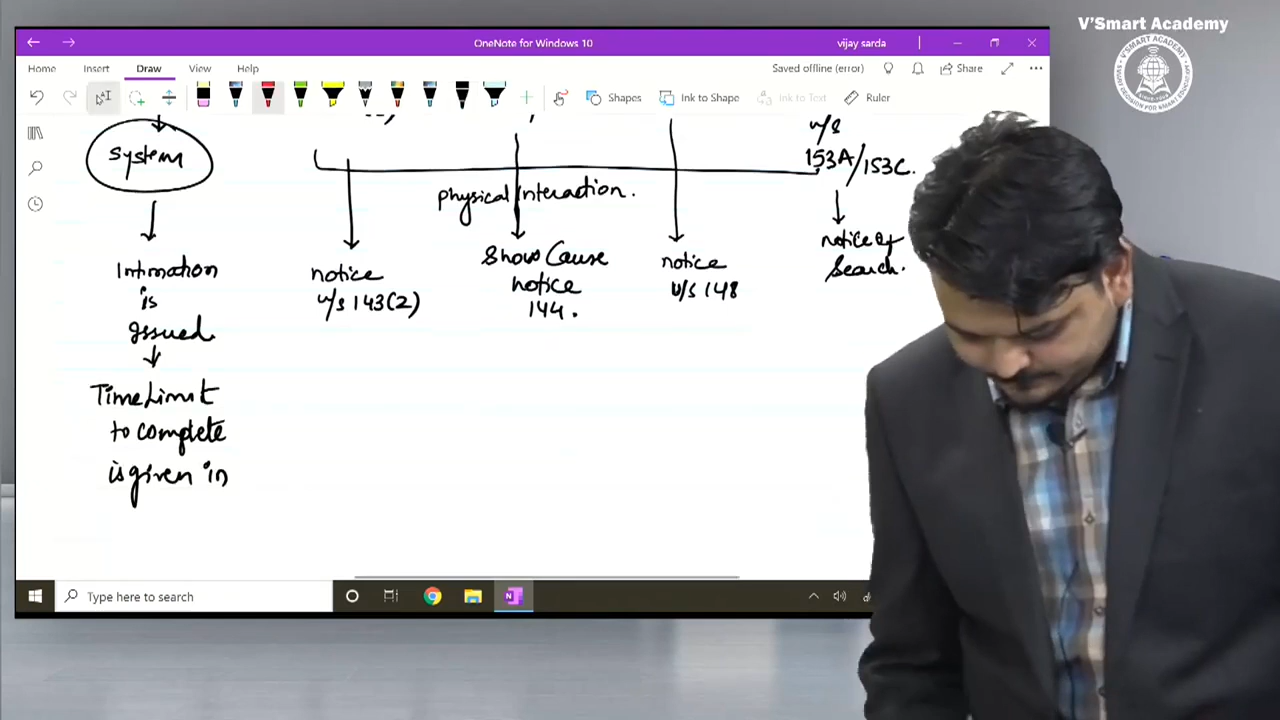 V'Smart Academy
OneNote for Windows 10
vijay sarda
Home Insert Draw View Help
Saved offline (error)
Share
Shapes
Ink to Shape
Ink to Text
Ruler
System
Intimation
is
issued
Time Limit
to complete
is given in
physical Interaction.
notice
u/s 143(2)
Show Cause
notice
144.
notice
u/s 148
u/s
153A/153C.
notice of
Search.
Type here to search